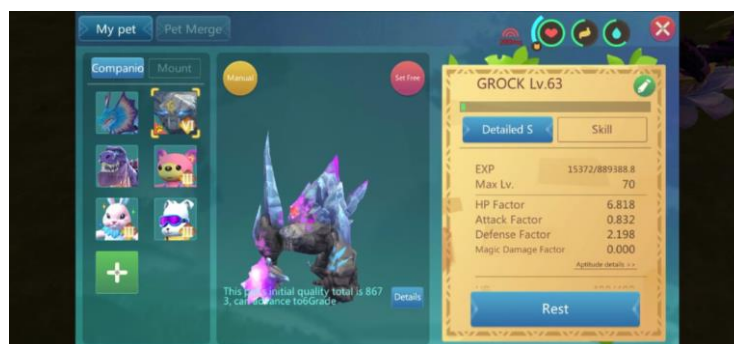 My pet
Pet Merge
Companio
Mount
Manual
Set Free
GROCK Lv.63
Detailed S
Skill
EXP 15372/889388.8
Max Lv. 70
HP Factor 6.818
Attack Factor 0.832
Defense Factor 2.198
Magic Damage Factor 0.000
Aptitude details >>
This initial quality total is 867
3, can advance to6Grade
Details
Rest